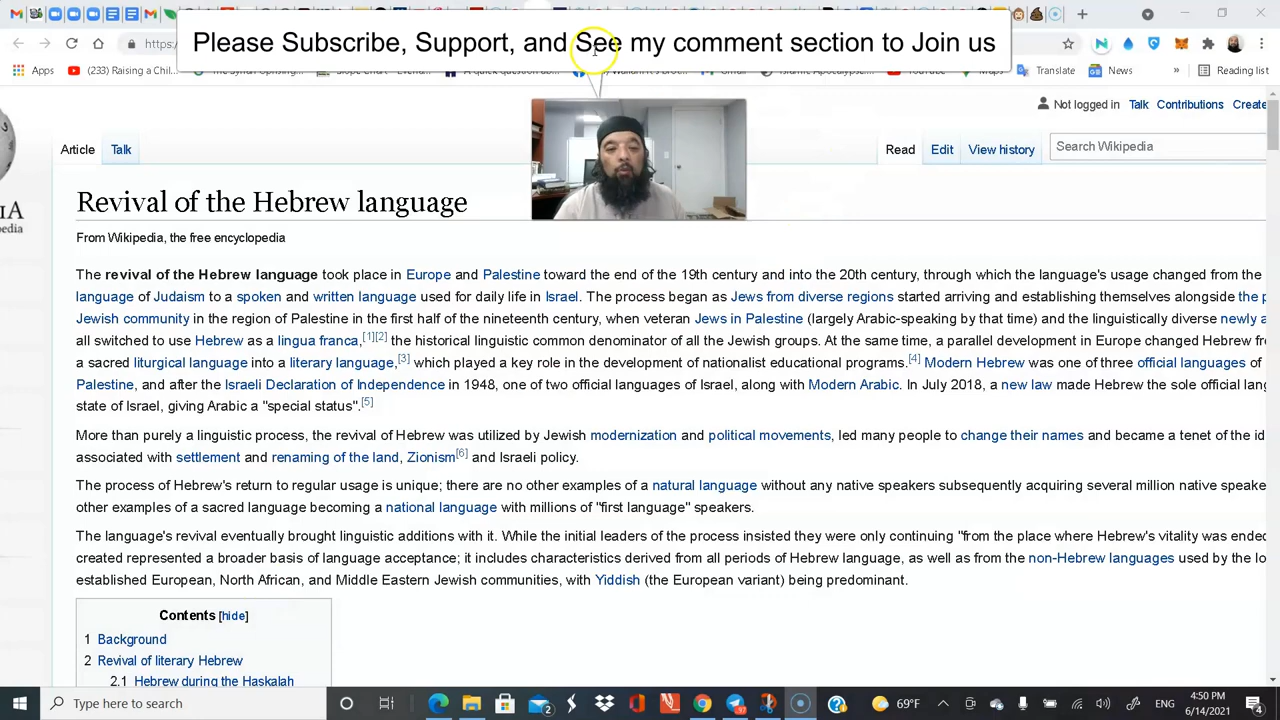 Please Subscribe, Support, and See my comment section to Join us
https:
Apps
(233) Raising a Chil...
Gmail
YouTube
Maps
Translate
News
»
Reading list
Not logged in Talk Contributions Create
Article Talk
Read Edit View history
Search Wikipedia
Revival of the Hebrew language
From Wikipedia, the free encyclopedia
The revival of the Hebrew language took place in Europe and Palestine toward the end of the 19th century and into the 20th century, through which the language's usage changed from the
language of Judaism to a spoken and written language used for daily life in Israel. The process began as Jews from diverse regions started arriving and establishing themselves alongside the p
Jewish community in the region of Palestine in the first half of the nineteenth century, when veteran Jews in Palestine (largely Arabic-speaking by that time) and the linguistically diverse newly a
all switched to use Hebrew as a lingua franca,[1][2] the historical linguistic common denominator of all the Jewish groups. At the same time, a parallel development in Europe changed Hebrew fr
a sacred liturgical language into a literary language,[3] which played a key role in the development of nationalist educational programs.[4] Modern Hebrew was one of three official languages of
Palestine, and after the Israeli Declaration of Independence in 1948, one of two official languages of Israel, along with Modern Arabic. In July 2018, a new law made Hebrew the sole official lang
state of Israel, giving Arabic a "special status".[5]
More than purely a linguistic process, the revival of Hebrew was utilized by Jewish modernization and political movements, led many people to change their names and became a tenet of the id
associated with settlement and renaming of the land, Zionism[6] and Israeli policy.
The process of Hebrew's return to regular usage is unique; there are no other examples of a natural language without any native speakers subsequently acquiring several million native speake
other examples of a sacred language becoming a national language with millions of "first language" speakers.
The language's revival eventually brought linguistic additions with it. While the initial leaders of the process insisted they were only continuing "from the place where Hebrew's vitality was ended
created represented a broader basis of language acceptance; it includes characteristics derived from all periods of Hebrew language, as well as from the non-Hebrew languages used by the lo
established European, North African, and Middle Eastern Jewish communities, with Yiddish (the European variant) being predominant.
Contents [hide]
1 Background
2 Revival of literary Hebrew
2.1 Hebrew during the Haskalah
Type here to search
2
69°F
ENG
4:50 PM
6/14/2021
4